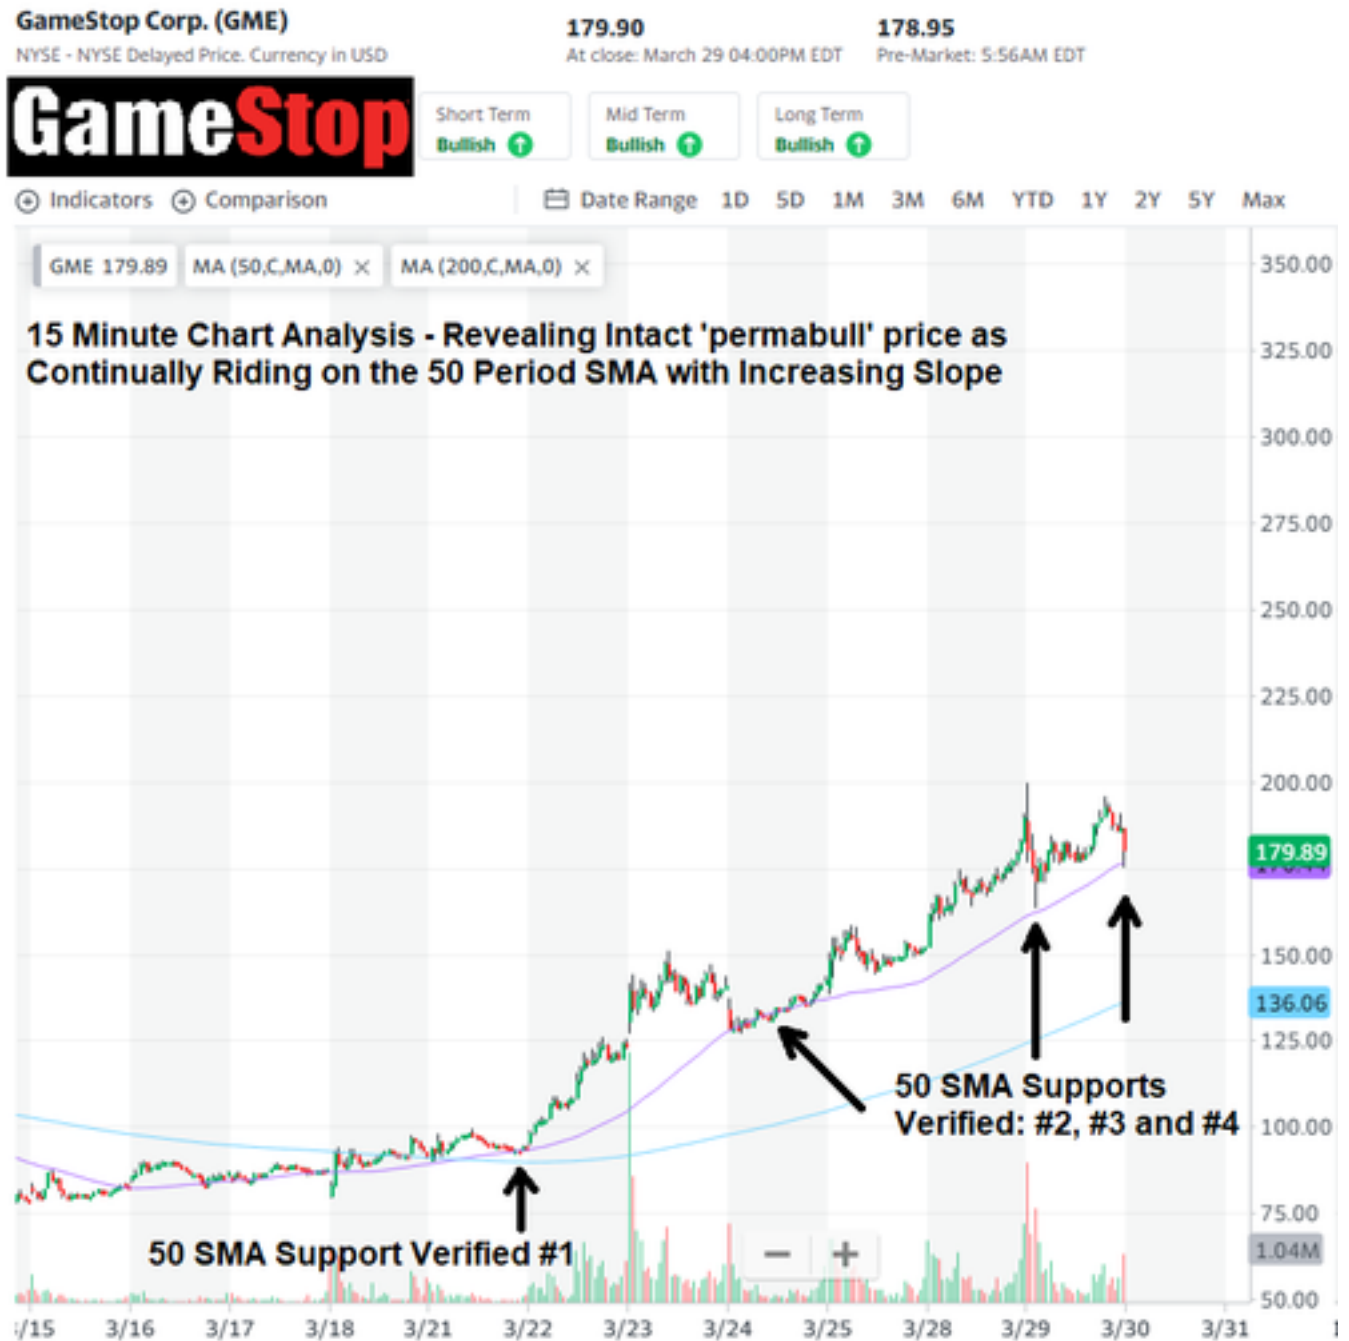 GameStop Corp. (GME)
NYSE - NYSE Delayed Price. Currency in USD
179.90
At close: March 29 04:00PM EDT
178.95
Pre-Market: 5:56AM EDT
GameStop
Short Term
Bullish
Mid Term
Bullish
Long Term
Bullish
Indicators
Comparison
Date Range 1D 5D 1M 3M 6M YTD 1Y 2Y 5Y Max
GME 179.89
MA (50,C,MA,0) ×
MA (200,C,MA,0) ×
15 Minute Chart Analysis - Revealing Intact 'permabull' price as
Continually Riding on the 50 Period SMA with Increasing Slope
350.00
325.00
300.00
275.00
250.00
225.00
200.00
179.89
150.00
136.06
125.00
100.00
75.00
1.04M
50.00
50 SMA Supports
Verified: #2, #3 and #4
50 SMA Support Verified #1
− +
/15 3/16 3/17 3/18 3/21 3/22 3/23 3/24 3/25 3/28 3/29 3/30 3/31